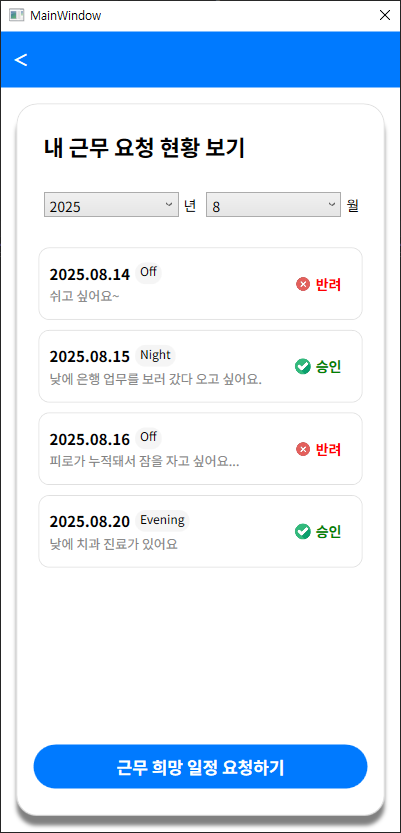 MainWindow
<
내 근무 요청 현황 보기
2025 년 8 월
2025.08.14 Off
쉬고 싶어요~
반려
2025.08.15 Night
낮에 은행 업무를 보러 갔다 오고 싶어요.
승인
2025.08.16 Off
피로가 누적돼서 잠을 자고 싶어요...
반려
2025.08.20 Evening
낮에 치과 진료가 있어요
승인
근무 희망 일정 요청하기